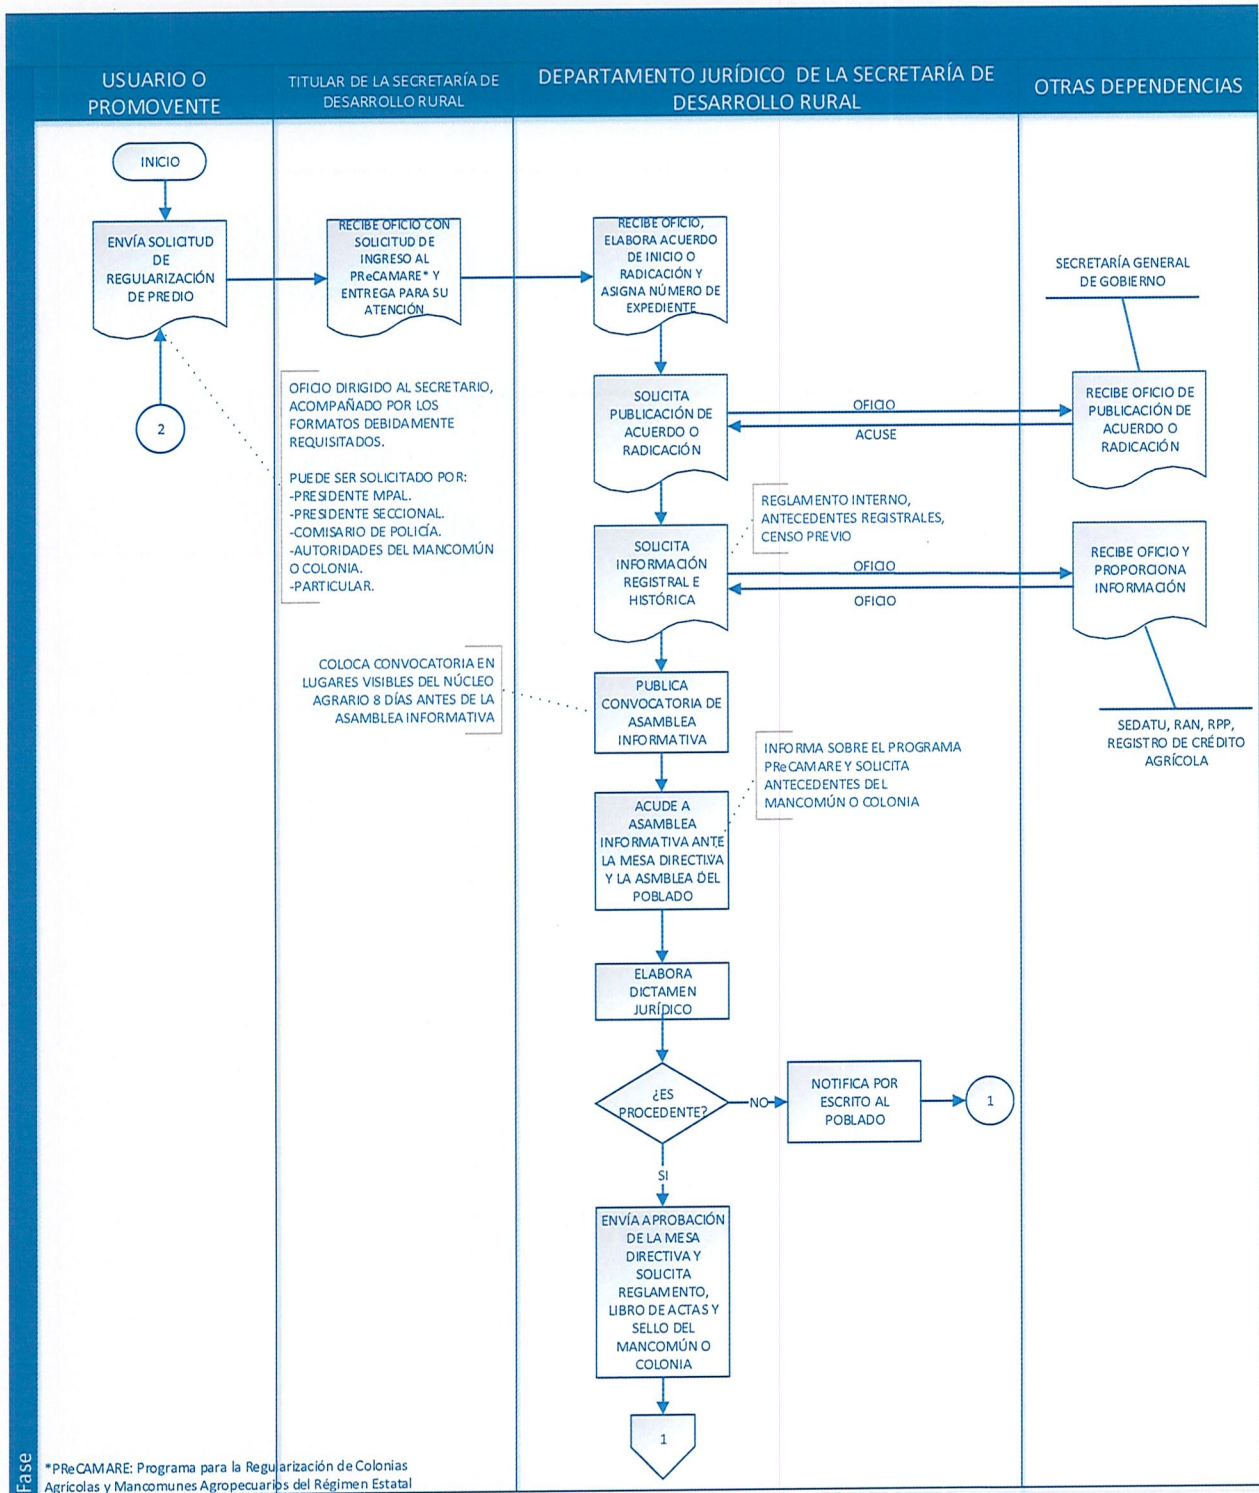 USUARIO O
PROMOVENTE
TITULAR DE LA SECRETARÍA DE
DESARROLLO RURAL
DEPARTAMENTO JURÍDICO DE LA SECRETARÍA DE
DESARROLLO RURAL
OTRAS DEPENDENCIAS
INICIO
ENVÍA SOLICITUD
DE
REGULARIZACIÓN
DE PREDIO
RECIBE OFICIO CON
SOLICITUD DE
INGRESO AL
PReCAMARE* Y
ENTREGA PARA SU
ATENCIÓN
RECIBE OFICIO,
ELABORA ACUERDO
DE INICIO O
RADICACIÓN Y
ASIGNA NÚMERO DE
EXPEDIENTE
SECRETARÍA GENERAL
DE GOBIERNO
2
OFICIO DIRIGIDO AL SECRETARIO,
ACOMPAÑADO POR LOS
FORMATOS DEBIDAMENTE
REQUISITADOS.
PUEDE SER SOLICITADO POR:
-PRESIDENTE MPAL.
-PRESIDENTE SECCIONAL.
-COMISARIO DE POLICÍA.
-AUTORIDADES DEL MANCOMÚN
O COLONIA.
-PARTICULAR.
SOLICITA
PUBLICACIÓN DE
ACUERDO O
RADICACIÓN
OFICIO
ACUSE
RECIBE OFICIO DE
PUBLICACIÓN DE
ACUERDO O
RADICACIÓN
REGLAMENTO INTERNO,
ANTECEDENTES REGISTRALES,
CENSO PREVIO
SOLICITA
INFORMACIÓN
REGISTRAL E
HISTÓRICA
OFICIO
OFICIO
RECIBE OFICIO Y
PROPORCIONA
INFORMACIÓN
COLOCA CONVOCATORIA EN
LUGARES VISIBLES DEL NÚCLEO
AGRARIO 8 DÍAS ANTES DE LA
ASAMBLEA INFORMATIVA
PUBLICA
CONVOCATORIA DE
ASAMBLEA
INFORMATIVA
SEDATU, RAN, RPP,
REGISTRO DE CRÉDITO
AGRÍCOLA
INFORMA SOBRE EL PROGRAMA
PReCAMARE Y SOLICITA
ANTECEDENTES DEL
MANCOMÚN O COLONIA
ACUDE A
ASAMBLEA
INFORMATIVA ANTE
LA MESA DIRECTIVA
Y LA ASMBLEA DEL
POBLADO
ELABORA
DICTAMEN
JURÍDICO
¿ES
PROCEDENTE?
NO
NOTIFICA POR
ESCRITO AL
POBLADO
1
SI
ENVÍA APROBACIÓN
DE LA MESA
DIRECTIVA Y
SOLICITA
REGLAMENTO,
LIBRO DE ACTAS Y
SELLO DEL
MANCOMÚN O
COLONIA
1
Fase
*PReCAMARE: Programa para la Regularización de Colonias
Agrícolas y Mancomunes Agropecuarios del Régimen Estatal